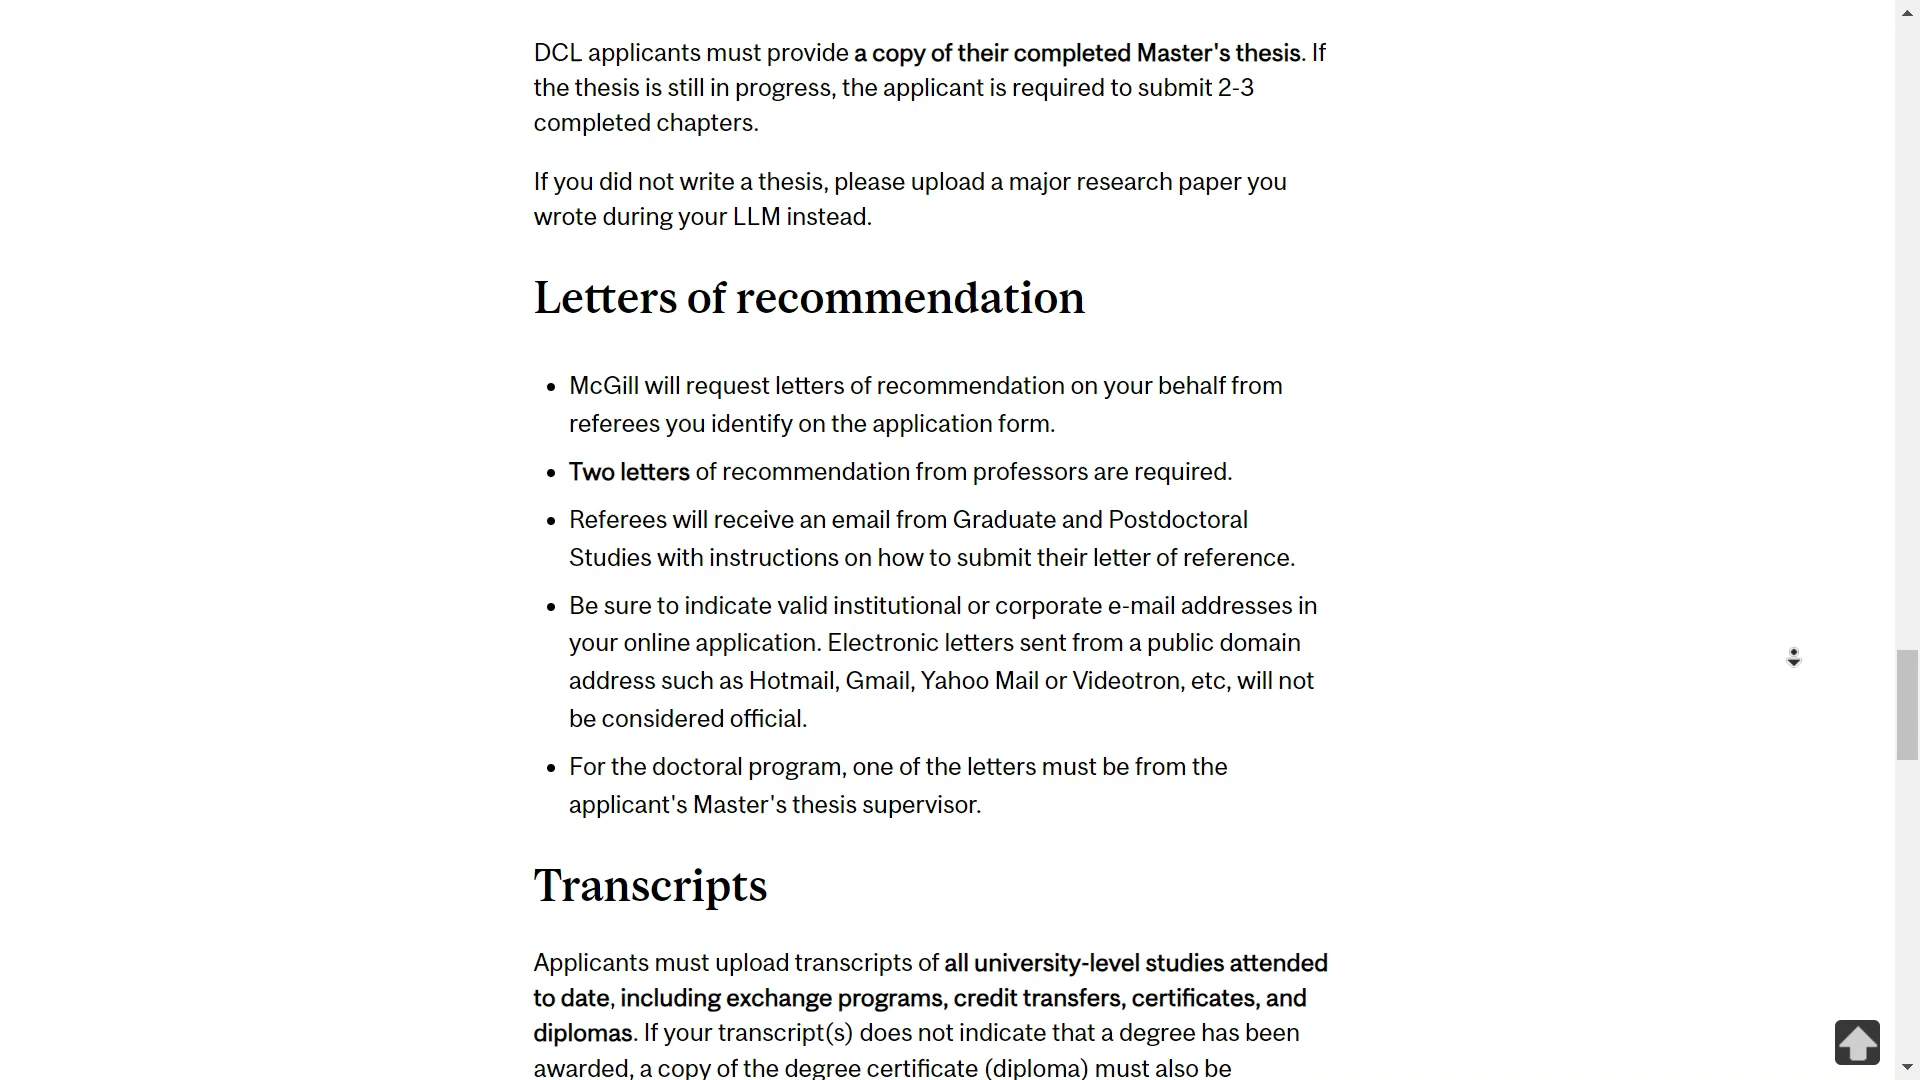 DCL applicants must provide a copy of their completed Master's thesis. If
the thesis is still in progress, the applicant is required to submit 2-3
completed chapters.
If you did not write a thesis, please upload a major research paper you
wrote during your LLM instead.
Letters of recommendation
• McGill will request letters of recommendation on your behalf from
referees you identify on the application form.
• Two letters of recommendation from professors are required.
• Referees will receive an email from Graduate and Postdoctoral
Studies with instructions on how to submit their letter of reference.
• Be sure to indicate valid institutional or corporate e-mail addresses in
your online application. Electronic letters sent from a public domain
address such as Hotmail, Gmail, Yahoo Mail or Videotron, etc, will not
be considered official.
• For the doctoral program, one of the letters must be from the
applicant's Master's thesis supervisor.
Transcripts
Applicants must upload transcripts of all university-level studies attended
to date, including exchange programs, credit transfers, certificates, and
diplomas. If your transcript(s) does not indicate that a degree has been
awarded, a copy of the degree certificate (diploma) must also be